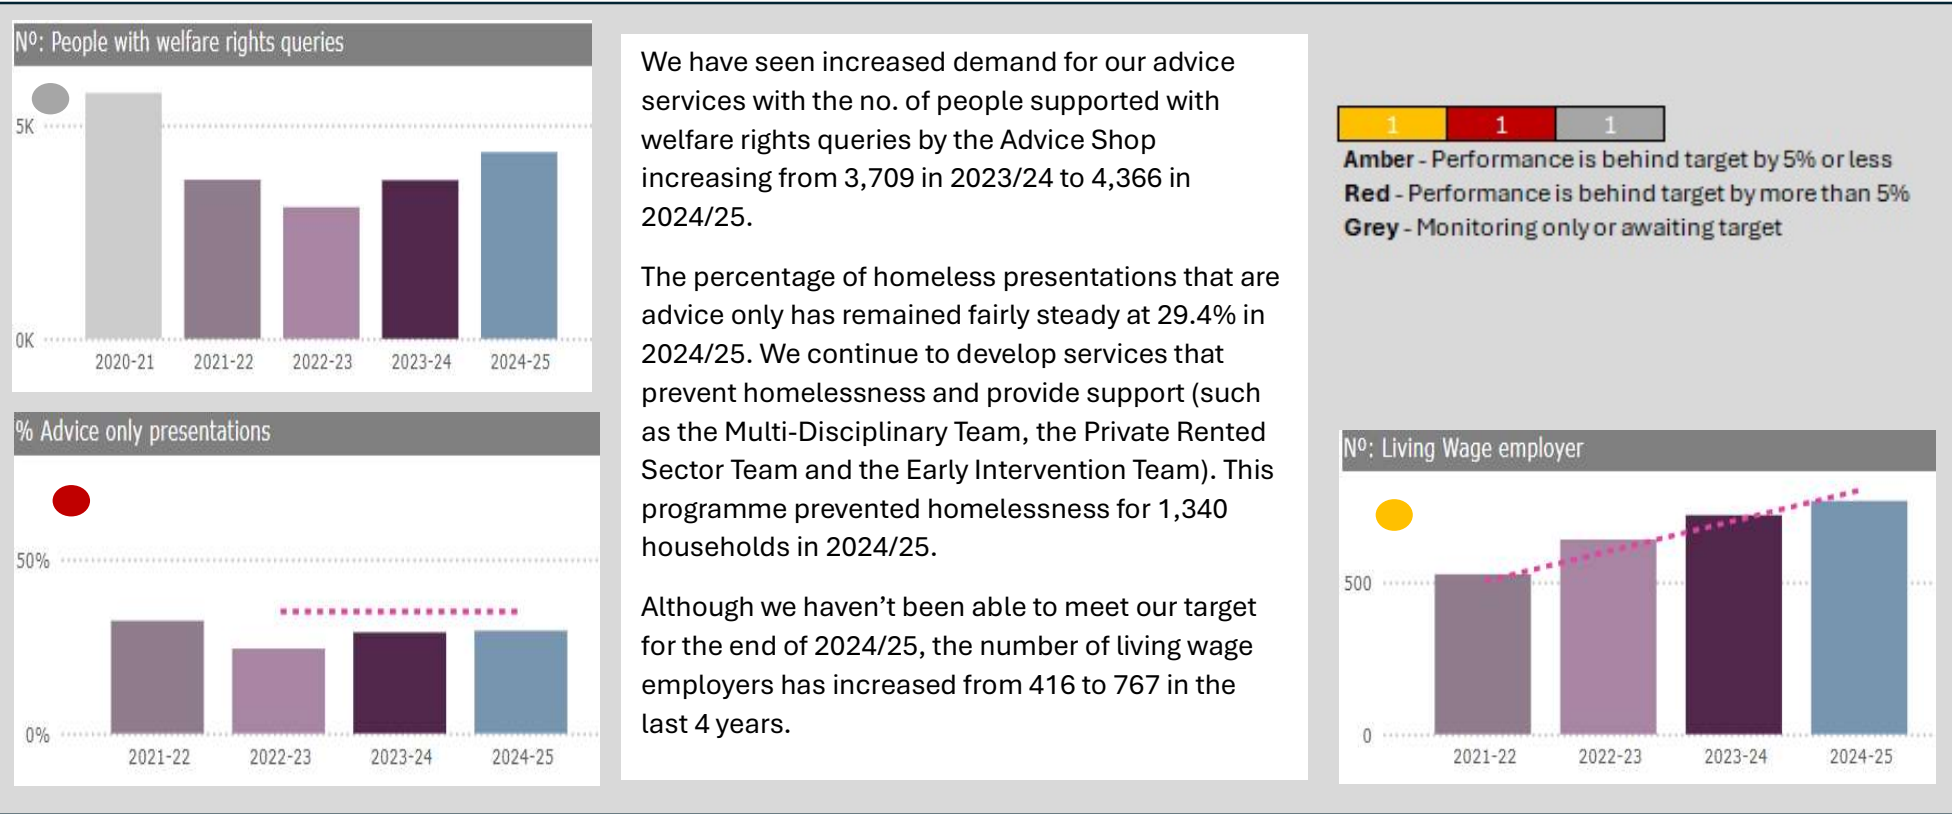 Nº: People with welfare rights queries
5K
0K
2020-21 2021-22 2022-23 2023-24 2024-25
% Advice only presentations
50%
0%
2021-22 2022-23 2023-24 2024-25
We have seen increased demand for our advice
services with the no. of people supported with
welfare rights queries by the Advice Shop
increasing from 3,709 in 2023/24 to 4,366 in
2024/25.
The percentage of homeless presentations that are
advice only has remained fairly steady at 29.4% in
2024/25. We continue to develop services that
prevent homelessness and provide support (such
as the Multi-Disciplinary Team, the Private Rented
Sector Team and the Early Intervention Team). This
programme prevented homelessness for 1,340
households in 2024/25.
Although we haven’t been able to meet our target
for the end of 2024/25, the number of living wage
employers has increased from 416 to 767 in the
last 4 years.
1 1 1
Amber - Performance is behind target by 5% or less
Red - Performance is behind target by more than 5%
Grey - Monitoring only or awaiting target
Nº: Living Wage employer
500
0
2021-22 2022-23 2023-24 2024-25